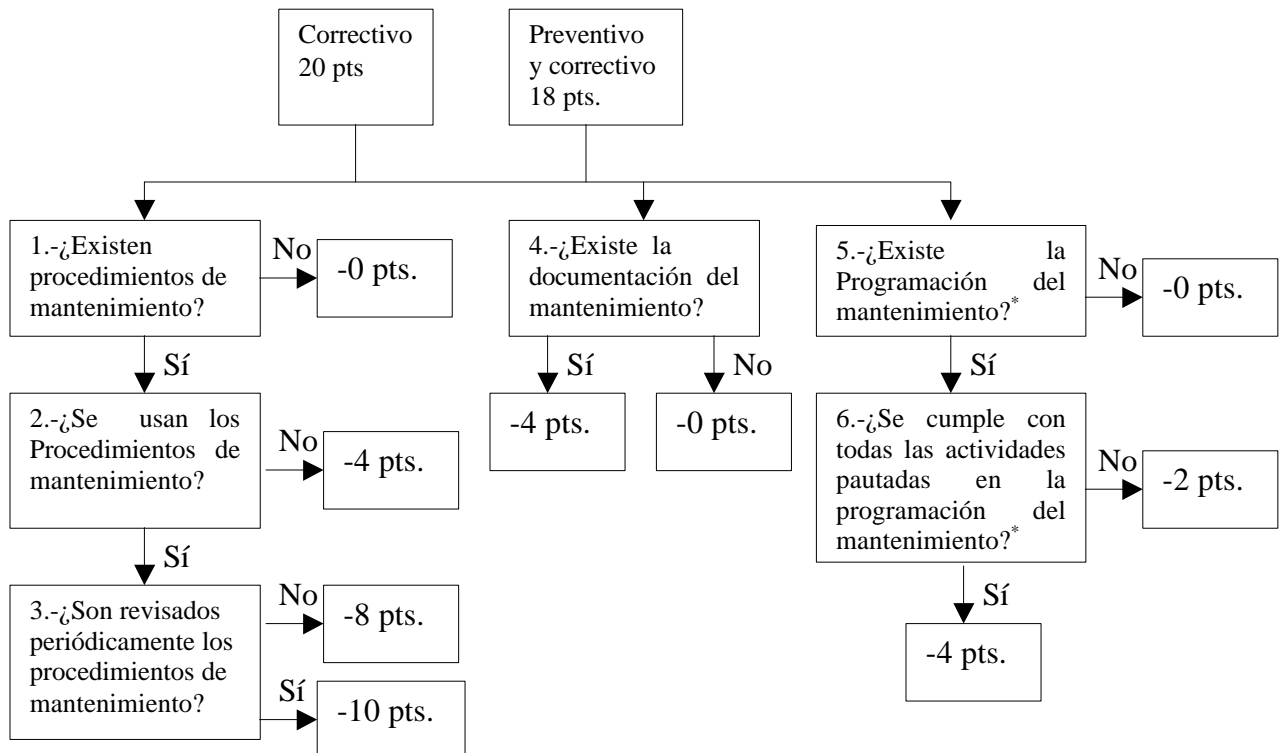 Correctivo
20 pts
Preventivo
y correctivo
18 pts.
1.-¿Existen
procedimientos de
mantenimiento?
No
-0 pts.
Sí
2.-¿Se usan los
Procedimientos de
mantenimiento?
No
-4 pts.
Sí
3.-¿Son revisados
periódicamente los
procedimientos de
mantenimiento?
No
-8 pts.
Sí
-10 pts.
4.-¿Existe la
documentación del
mantenimiento?
Sí
-4 pts.
No
-0 pts.
5.-¿Existe la
Programación del
mantenimiento?*
No
-0 pts.
Sí
6.-¿Se cumple con
todas las actividades
pautadas en la
programación del
mantenimiento?*
No
-2 pts.
Sí
-4 pts.